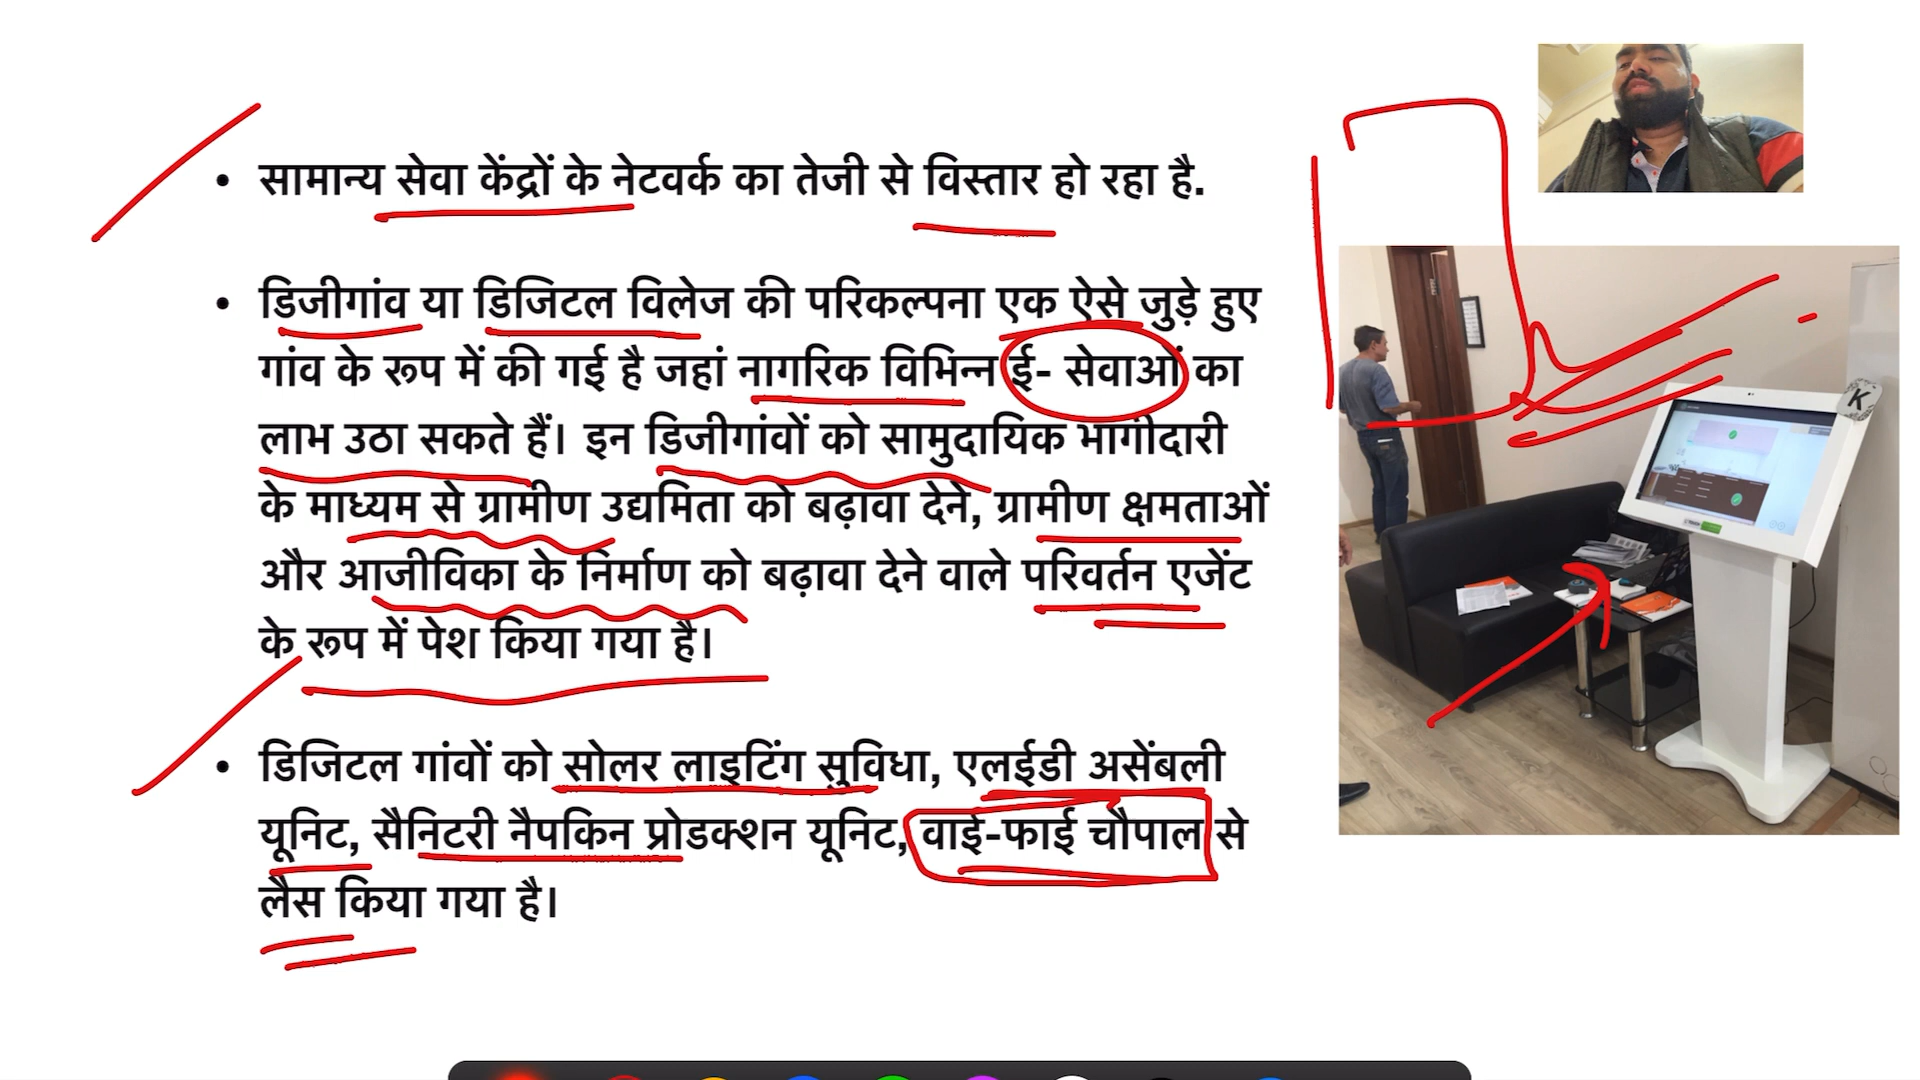 सामान्य सेवा केंद्रों के नेटवर्क का तेजी से विस्तार हो रहा है.
डिजीगांव या डिजिटल विलेज की परिकल्पना एक ऐसे जुड़े हुए
गांव के रूप में की गई है जहां नागरिक विभिन्न ई- सेवाओं का
लाभ उठा सकते हैं। इन डिजीगांवों को सामुदायिक भागीदारी
के माध्यम से ग्रामीण उद्यमिता को बढ़ावा देने, ग्रामीण क्षमताओं
और आजीविका के निर्माण को बढ़ावा देने वाले परिवर्तन एजेंट
के रूप में पेश किया गया है।
डिजिटल गांवों को सोलर लाइटिंग सुविधा, एलईडी असेंबली
यूनिट, सैनिटरी नैपकिन प्रोडक्शन यूनिट, वाई-फाई चौपाल से
लैस किया गया है।
K